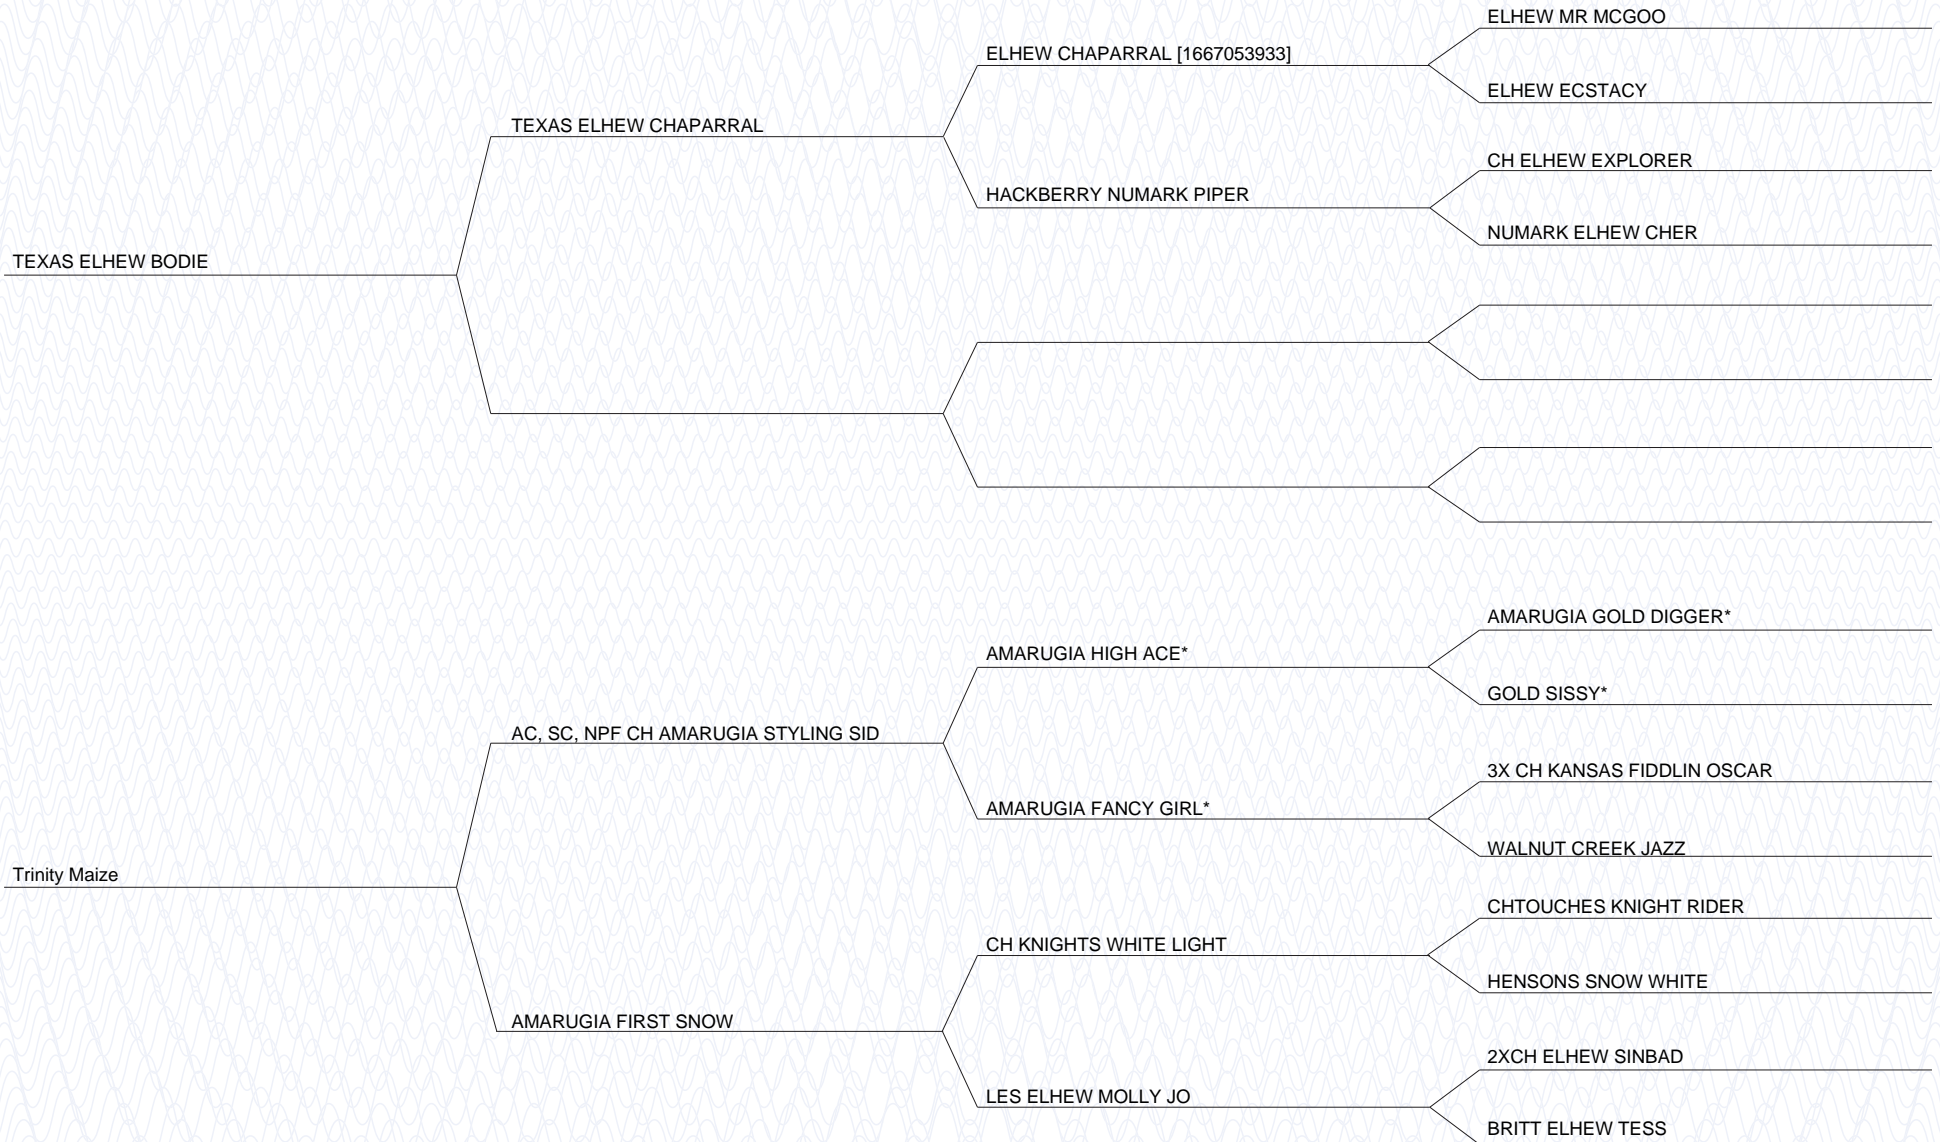 ELHEW MR MCGOO
ELHEW CHAPARRAL [1667053933]
ELHEW ECSTACY
TEXAS ELHEW CHAPARRAL
CH ELHEW EXPLORER
HACKBERRY NUMARK PIPER
NUMARK ELHEW CHER
TEXAS ELHEW BODIE
AMARUGIA GOLD DIGGER*
AMARUGIA HIGH ACE*
GOLD SISSY*
AC, SC, NPF CH AMARUGIA STYLING SID
3X CH KANSAS FIDDLIN OSCAR
AMARUGIA FANCY GIRL*
WALNUT CREEK JAZZ
Trinity Maize
CHTOUCHES KNIGHT RIDER
CH KNIGHTS WHITE LIGHT
HENSONS SNOW WHITE
AMARUGIA FIRST SNOW
2XCH ELHEW SINBAD
LES ELHEW MOLLY JO
BRITT ELHEW TESS